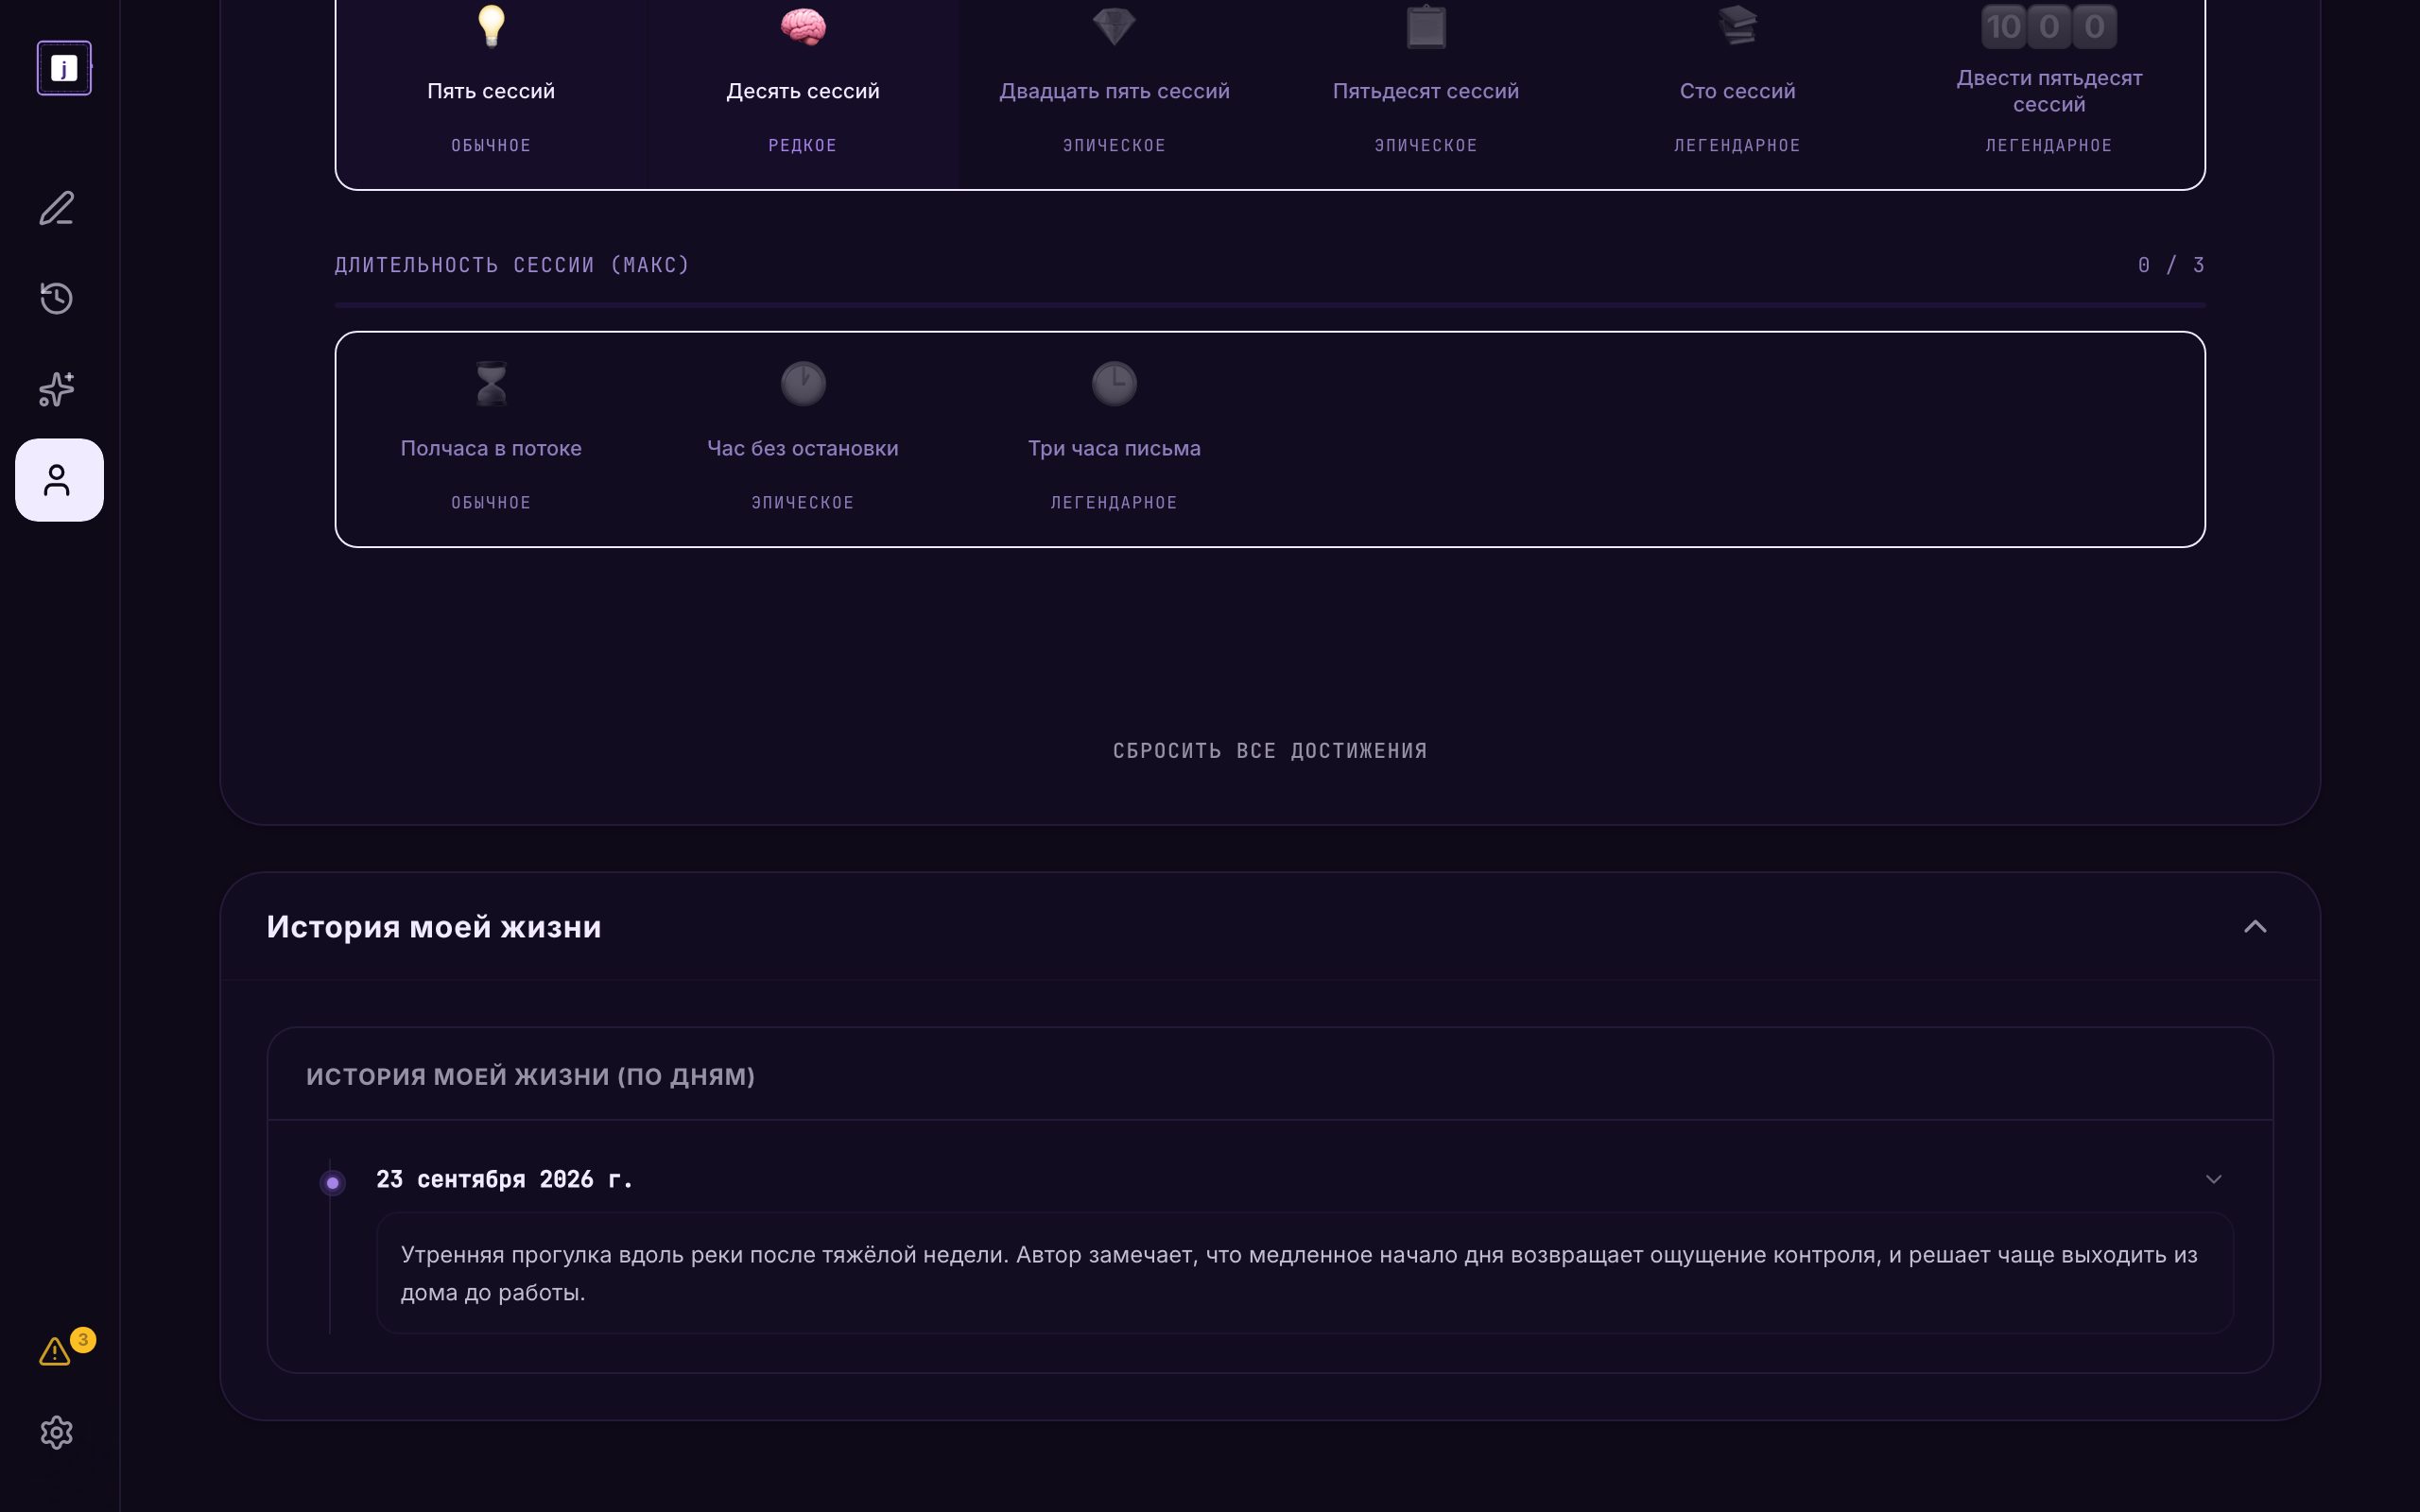 j
10 0 0
Пять сессий
Десять сессий
Двадцать пять сессий
Пятьдесят сессий
Сто сессий
Двести пятьдесят
сессий
ОБЫЧНОЕ
РЕДКОЕ
ЭПИЧЕСКОЕ
ЭПИЧЕСКОЕ
ЛЕГЕНДАРНОЕ
ЛЕГЕНДАРНОЕ
ДЛИТЕЛЬНОСТЬ СЕССИИ (МАКС)
0 / 3
Полчаса в потоке
Час без остановки
Три часа письма
ОБЫЧНОЕ
ЭПИЧЕСКОЕ
ЛЕГЕНДАРНОЕ
СБРОСИТЬ ВСЕ ДОСТИЖЕНИЯ
История моей жизни
ИСТОРИЯ МОЕЙ ЖИЗНИ (ПО ДНЯМ)
23 сентября 2026 г.
Утренняя прогулка вдоль реки после тяжёлой недели. Автор замечает, что медленное начало дня возвращает ощущение контроля, и решает чаще выходить из
дома до работы.
3